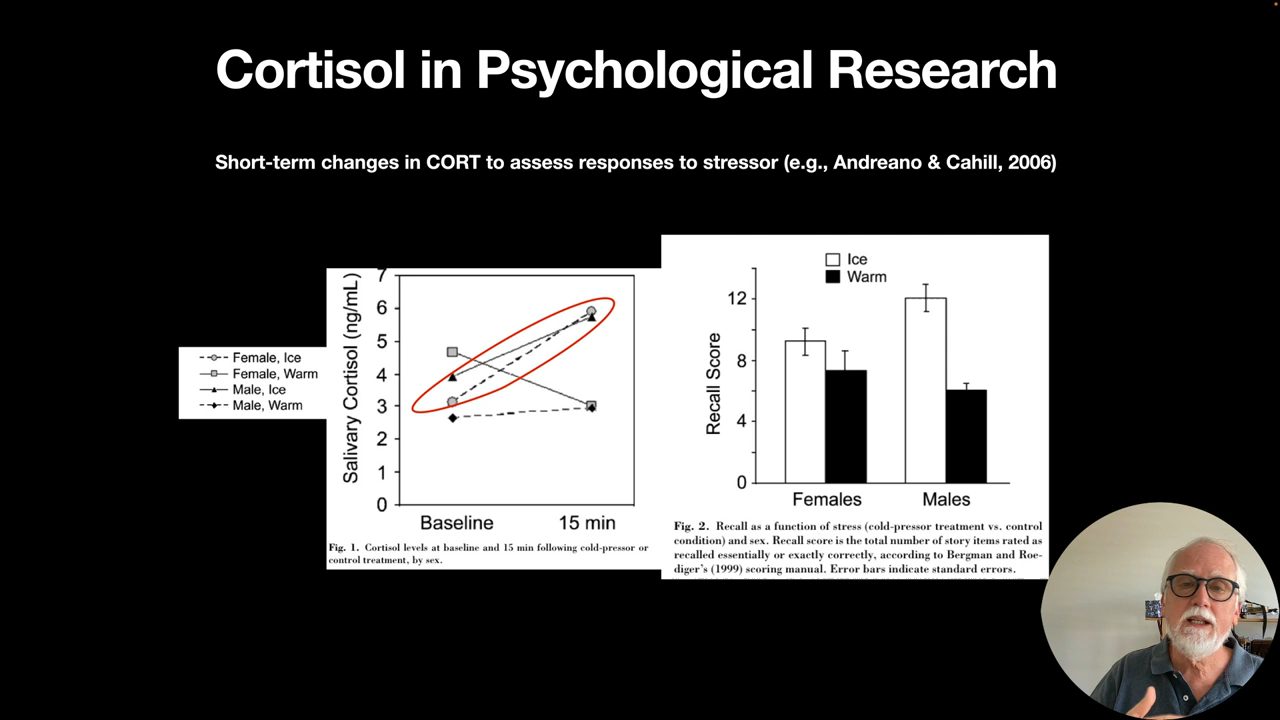 Cortisol in Psychological Research
Short-term changes in CORT to assess responses to stressor (e.g., Andreano & Cahill, 2006)
Female, Ice
Female, Warm
Male, Ice
Male, Warm
Salivary Cortisol (ng/mL)
7
6
5
4
3
2
1
0
Baseline
15 min
Fig. 1. Cortisol levels at baseline and 15 min following cold-pressor or
control treatment, by sex.
Ice
Warm
Recall Score
12
8
4
0
Females
Males
Fig. 2. Recall as a function of stress (cold-pressor treatment vs. control
condition) and sex. Recall score is the total number of story items rated as
recalled essentially or exactly correctly, according to Bergman and Roe-
diger's (1999) scoring manual. Error bars indicate standard errors.